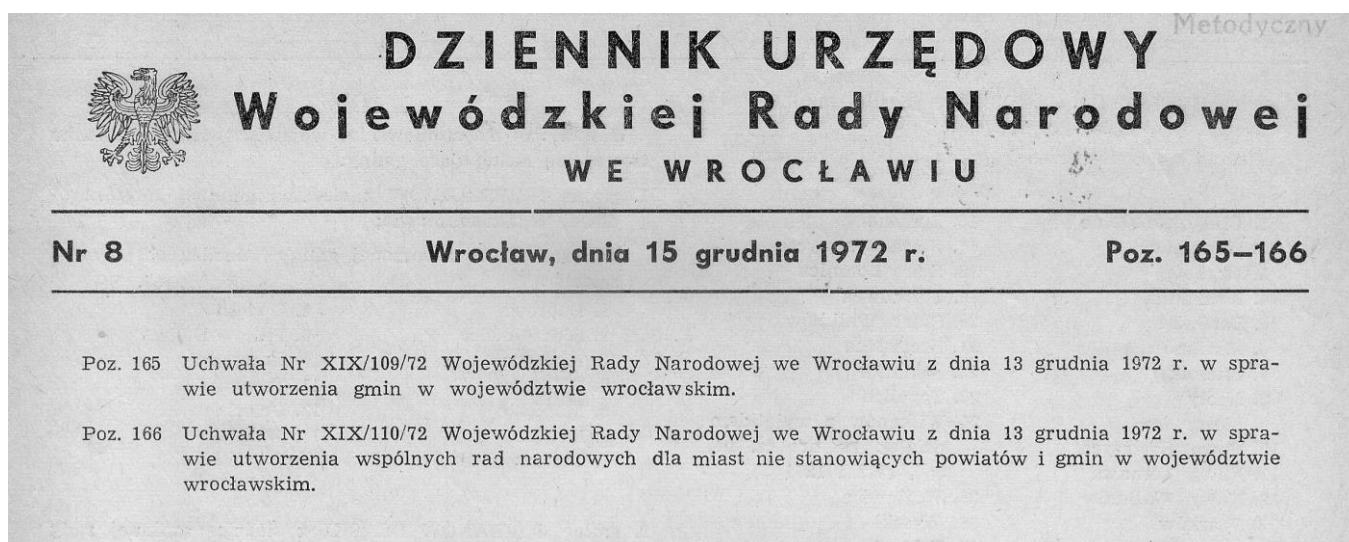 Metodyczny
DZIENNIK URZĘDOWY
Wojewódzkiej Rady Narodowej
WE WROCŁAWIU
Nr 8 Wrocław, dnia 15 grudnia 1972 r. Poz. 165—166
Poz. 165 Uchwała Nr XIX/109/72 Wojewódzkiej Rady Narodowej we Wrocławiu z dnia 13 grudnia 1972 r. w spra-
wie utworzenia gmin w województwie wrocławskim.
Poz. 166 Uchwała Nr XIX/110/72 Wojewódzkiej Rady Narodowej we Wrocławiu z dnia 13 grudnia 1972 r. w spra-
wie utworzenia wspólnych rad narodowych dla miast nie stanowiących powiatów i gmin w województwie
wrocławskim.